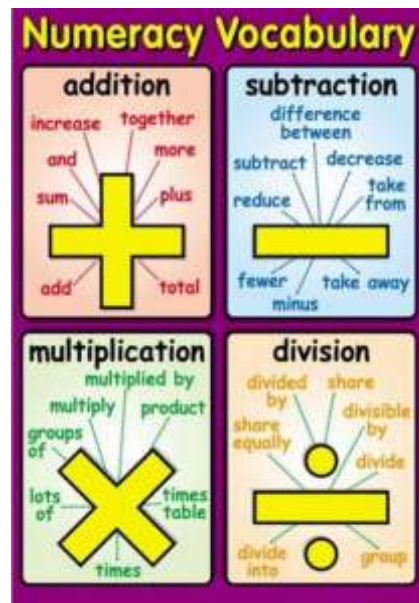 Numeracy Vocabulary
addition
increase
together
and
more
sum
plus
add
total
subtraction
difference
between
subtract
decrease
reduce
take
from
fewer
take away
minus
multiplication
multiplied by
multiply
product
groups
of
lots
of
times
table
times
division
divided
by
share
share
equally
divisible
by
divide
divide
into
group